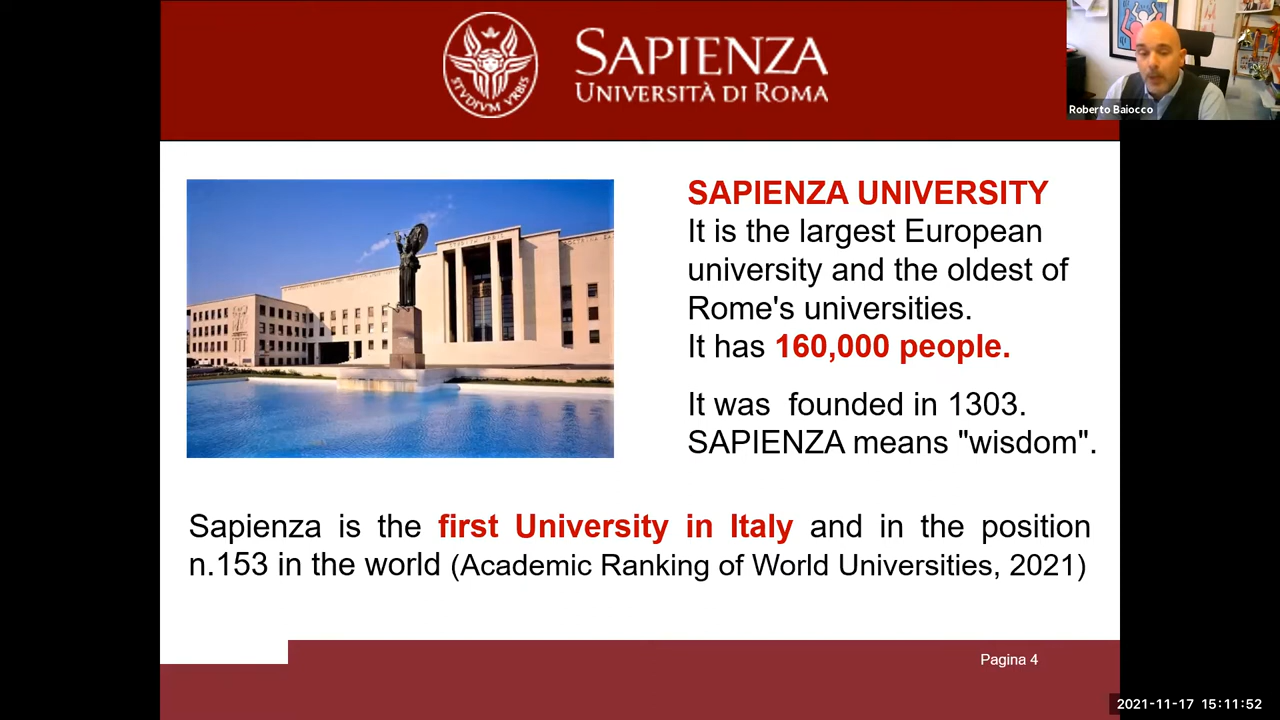 STVDIVM VRBIS
SAPIENZA
UNIVERSITÀ DI ROMA
Roberto Baiocco
SAPIENZA UNIVERSITY
It is the largest European
university and the oldest of
Rome's universities.
It has 160,000 people.
It was founded in 1303.
SAPIENZA means "wisdom".
Sapienza is the first University in Italy and in the position
n.153 in the world (Academic Ranking of World Universities, 2021)
Pagina 4
2021-11-17 15:11:52